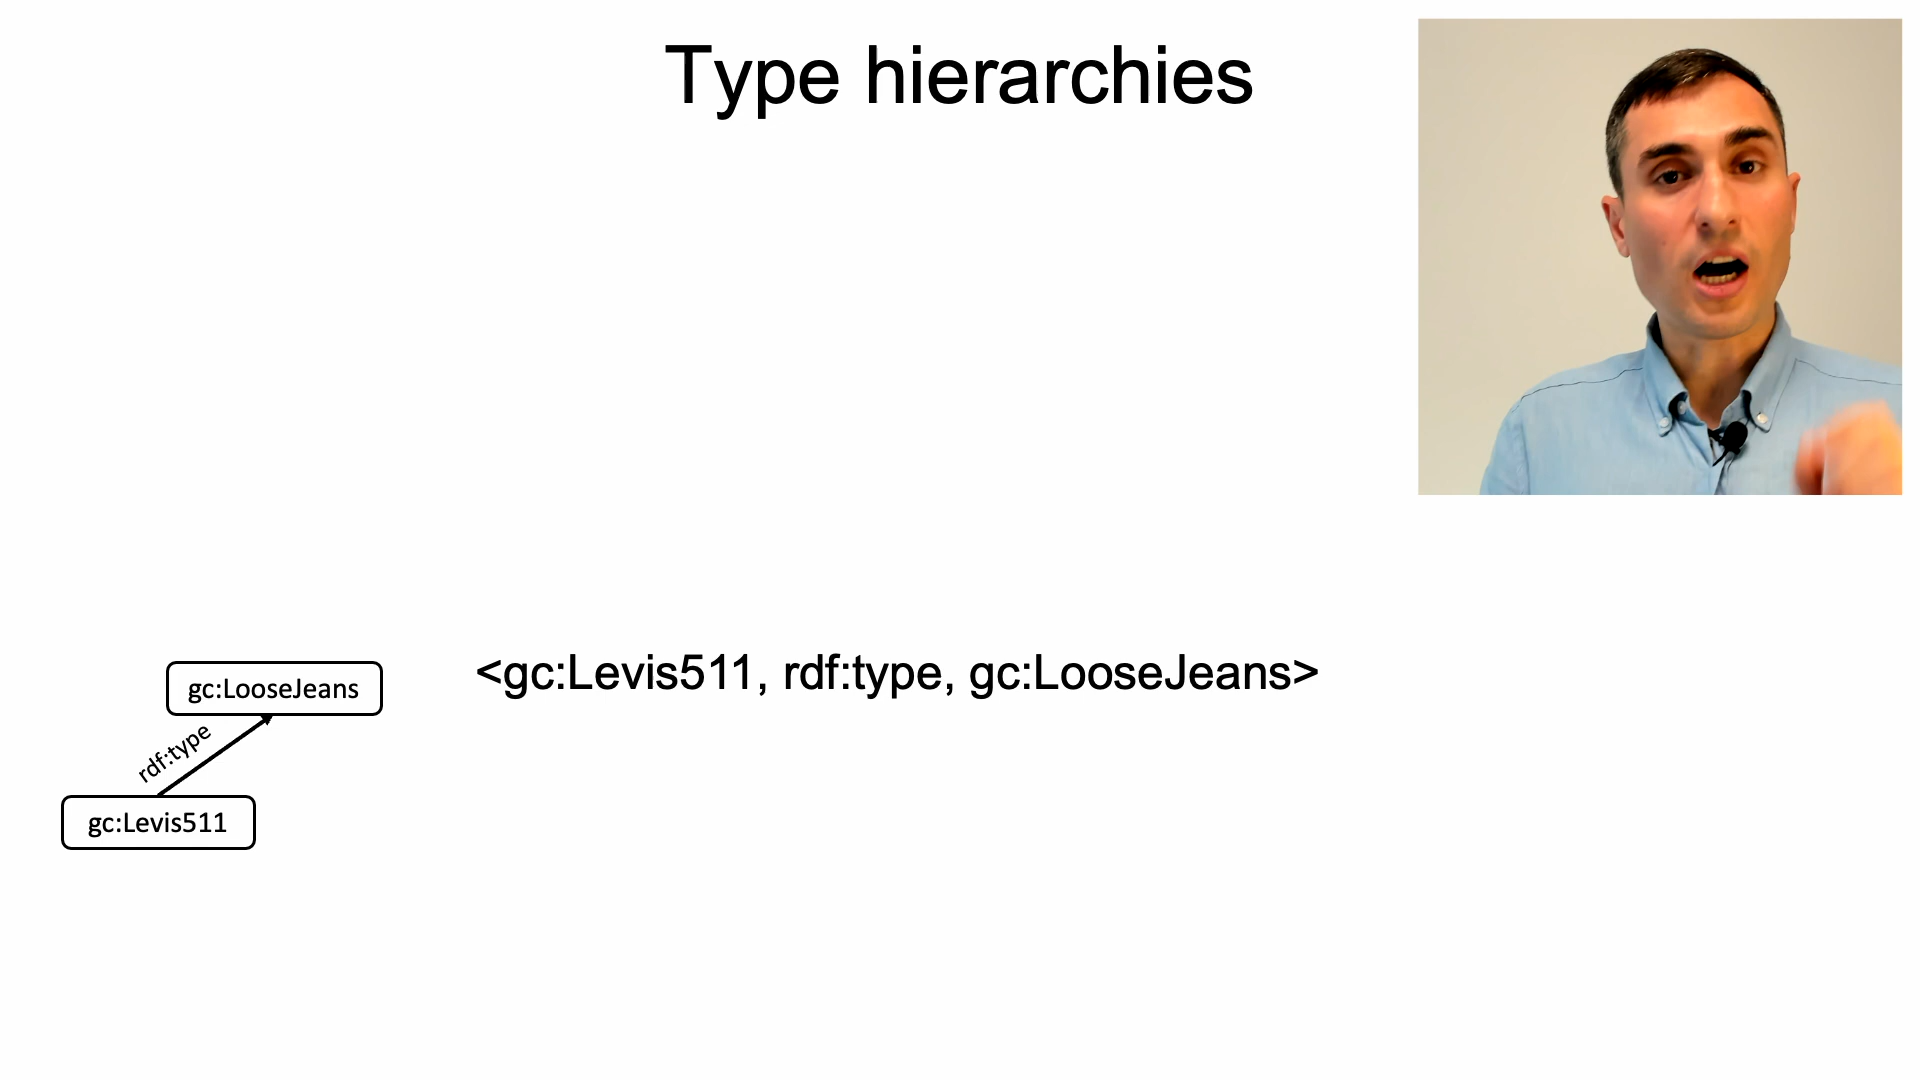 Type hierarchies
gc:LooseJeans
<gc:Levis511, rdf:type, gc:LooseJeans>
rdf:type
gc:Levis511